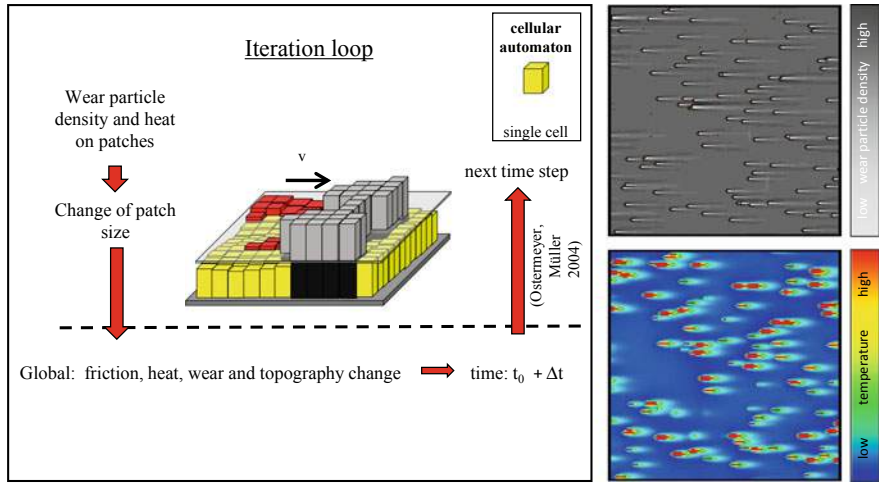 Iteration loop
cellular
automaton
single cell
Wear particle
density and heat
on patches
Change of patch
size
v
next time step
(Ostermeyer,
Müller
2004)
Global: friction, heat, wear and topography change
time: t₀ + Δt
low wear particle density high
low temperature high